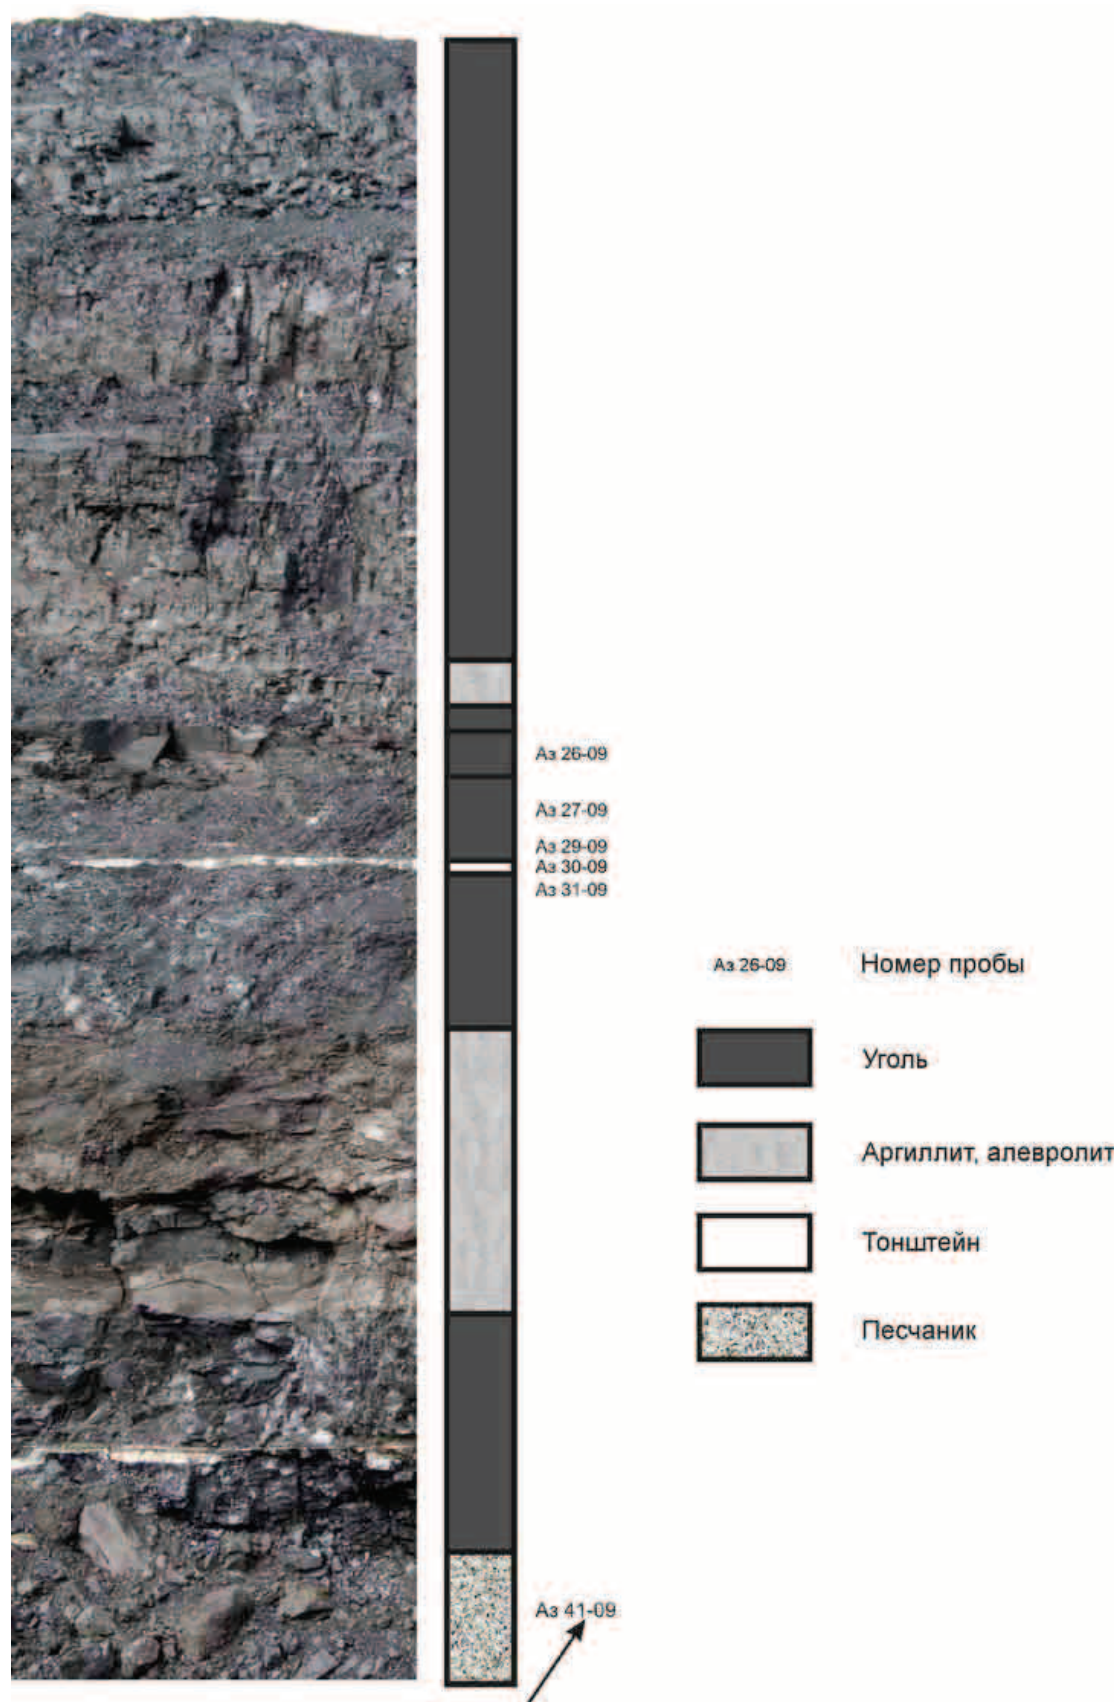 Аз 26-09
Аз 27-09
Аз 29-09
Аз 30-09
Аз 31-09
Аз 26-09 Номер пробы
Уголь
Аргиллит, алевролит
Тонштейн
Песчаник
Аз 41-09